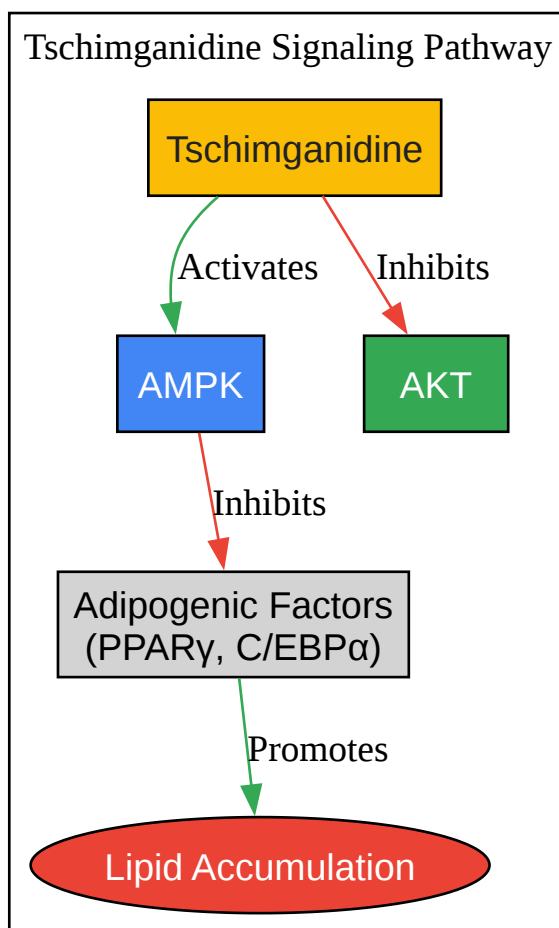 Tschimganidine Signaling Pathway
Tschimganidine
Activates
Inhibits
AMPK
AKT
Inhibits
Adipogenic Factors
(PPARγ, C/EBPα)
Promotes
Lipid Accumulation